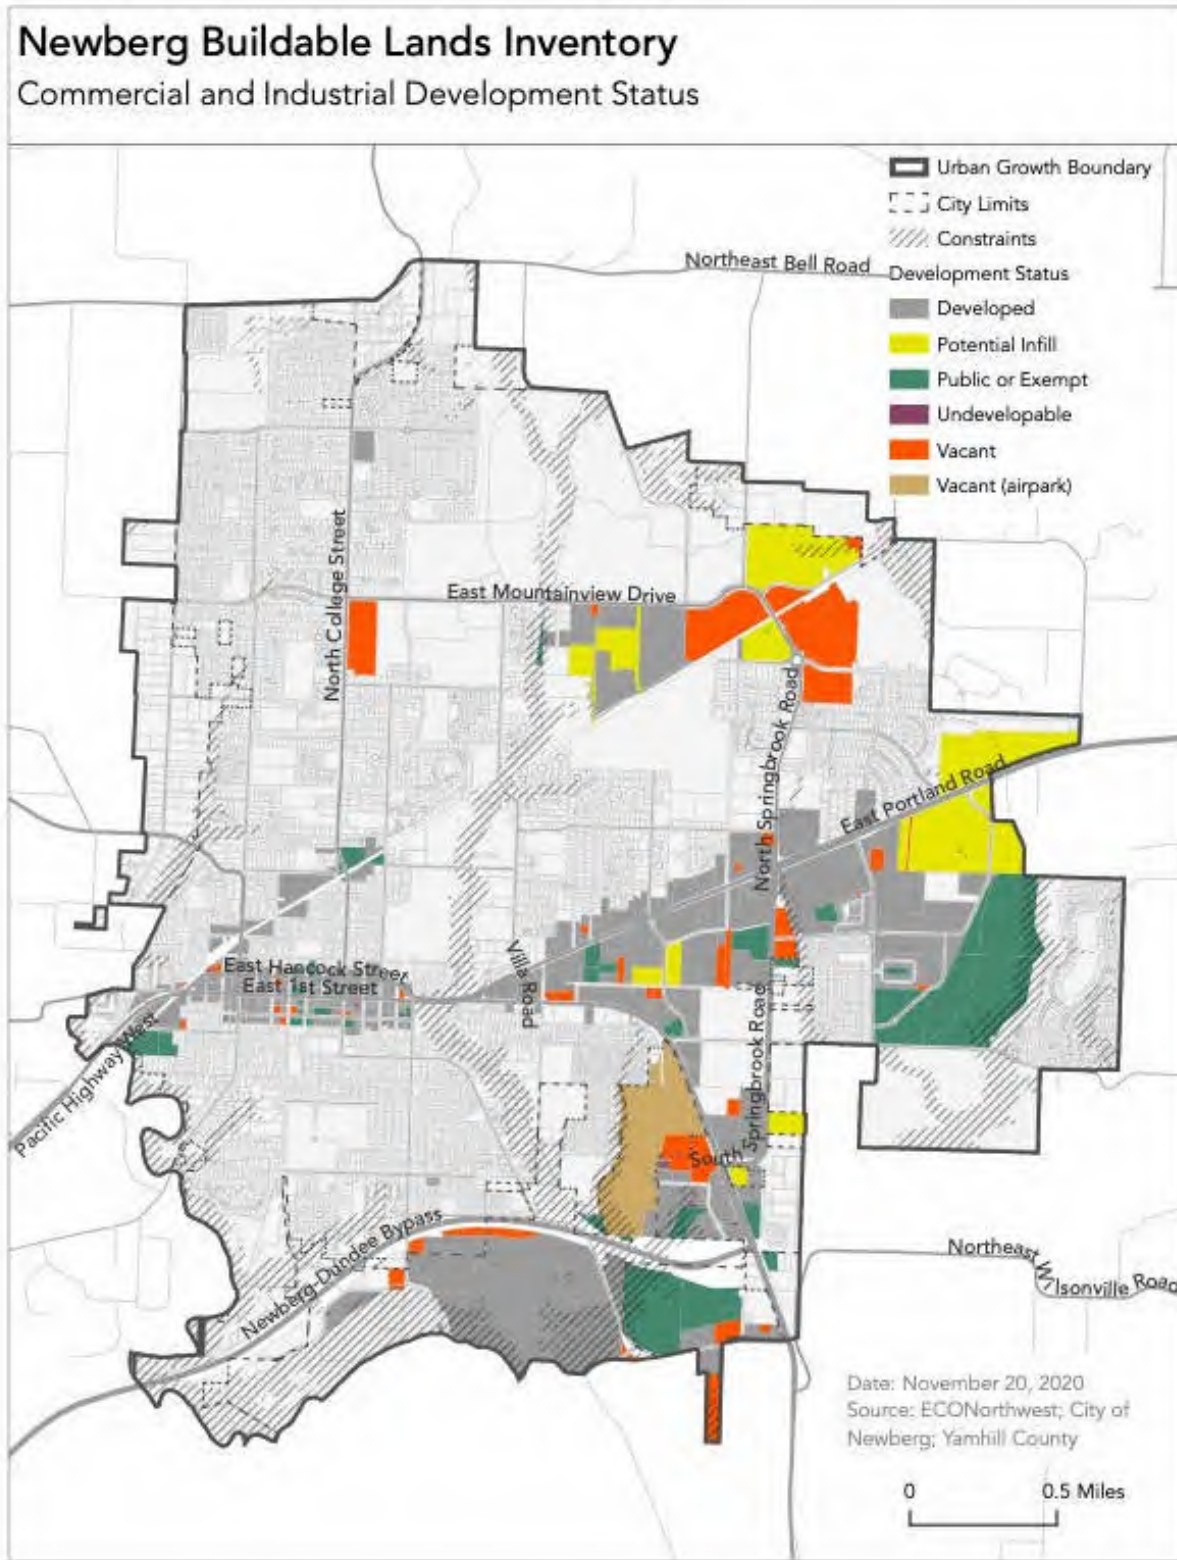 Newberg Buildable Lands Inventory
Commercial and Industrial Development Status
Urban Growth Boundary
City Limits
Constraints
Northeast Bell Road
Development Status
Developed
Potential Infill
Public or Exempt
Undevelopable
Vacant
Vacant (airpark)
North College Street
East Mountainview Drive
North Springbrook Road
East Portland Road
Villa Road
East Hancock Street
East 1st Street
Pacific Highway West
South Springbrook Road
Newberg-Dundee Bypass
Northeast Wilsonville Road
Date: November 20, 2020
Source: ECONorthwest; City of
Newberg; Yamhill County
0 0.5 Miles